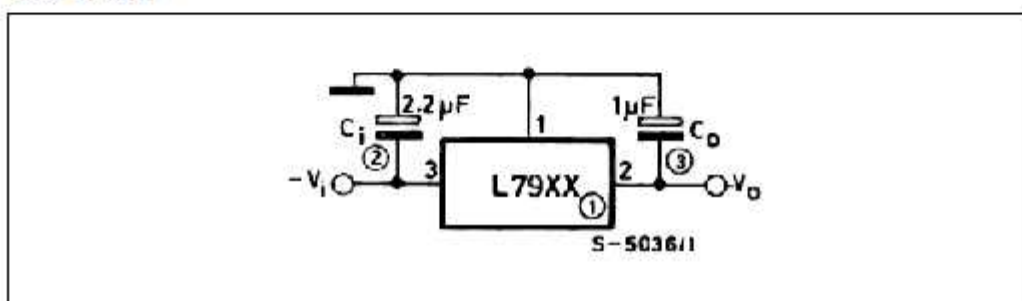 2.2µF
1µF
1
Ci
Co
②
③
-Vi
3
L79XX
2
-Vo
①
S-5036/1